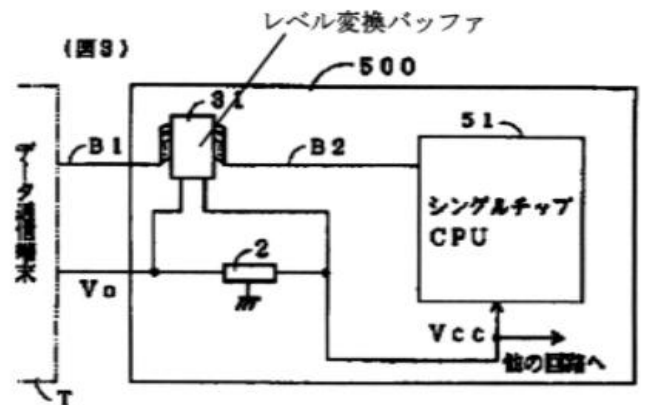 レベル変換バッファ
(図3)
500
31
51
B1
B2
データ通信端末
シングルチップ
CPU
2
Vo
Vcc
他の回路へ
T